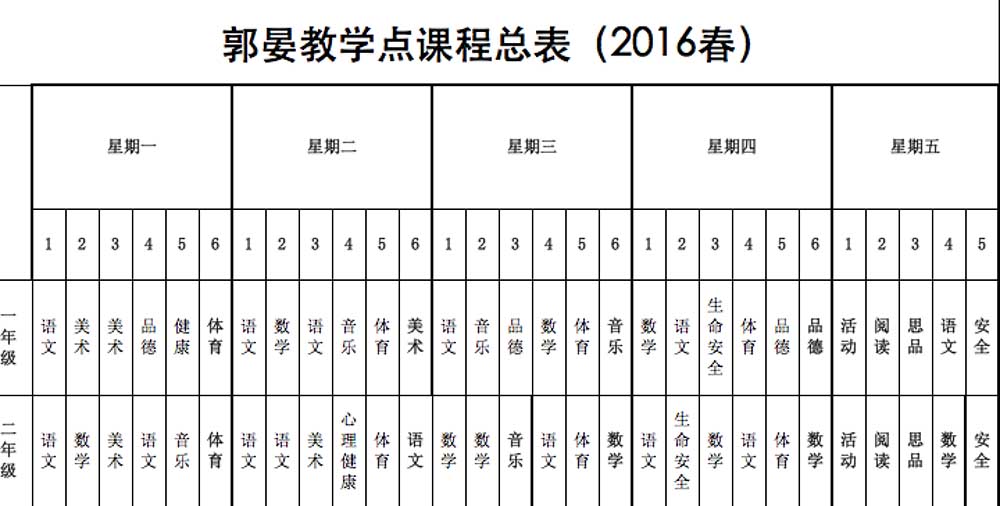 郭晏教学点课程总表（2016春）
星期一 星期二 星期三 星期四 星期五
1 2 3 4 5 6 1 2 3 4 5 6 1 2 3 4 5 6 1 2 3 4 5 6 1 2 3 4 5
一年级 语文 美术 美术 品德 健康 体育 语文 数学 语文 音乐 体育 美术 语文 音乐 品德 数学 体育 音乐 数学 语文 生命安全 体育 品德 品德 活动 阅读 思品 语文 安全
二年级 语文 数学 美术 语文 音乐 体育 语文 语文 美术 心理健康 体育 语文 数学 数学 音乐 语文 体育 数学 语文 生命安全 数学 语文 体育 数学 活动 阅读 思品 数学 安全